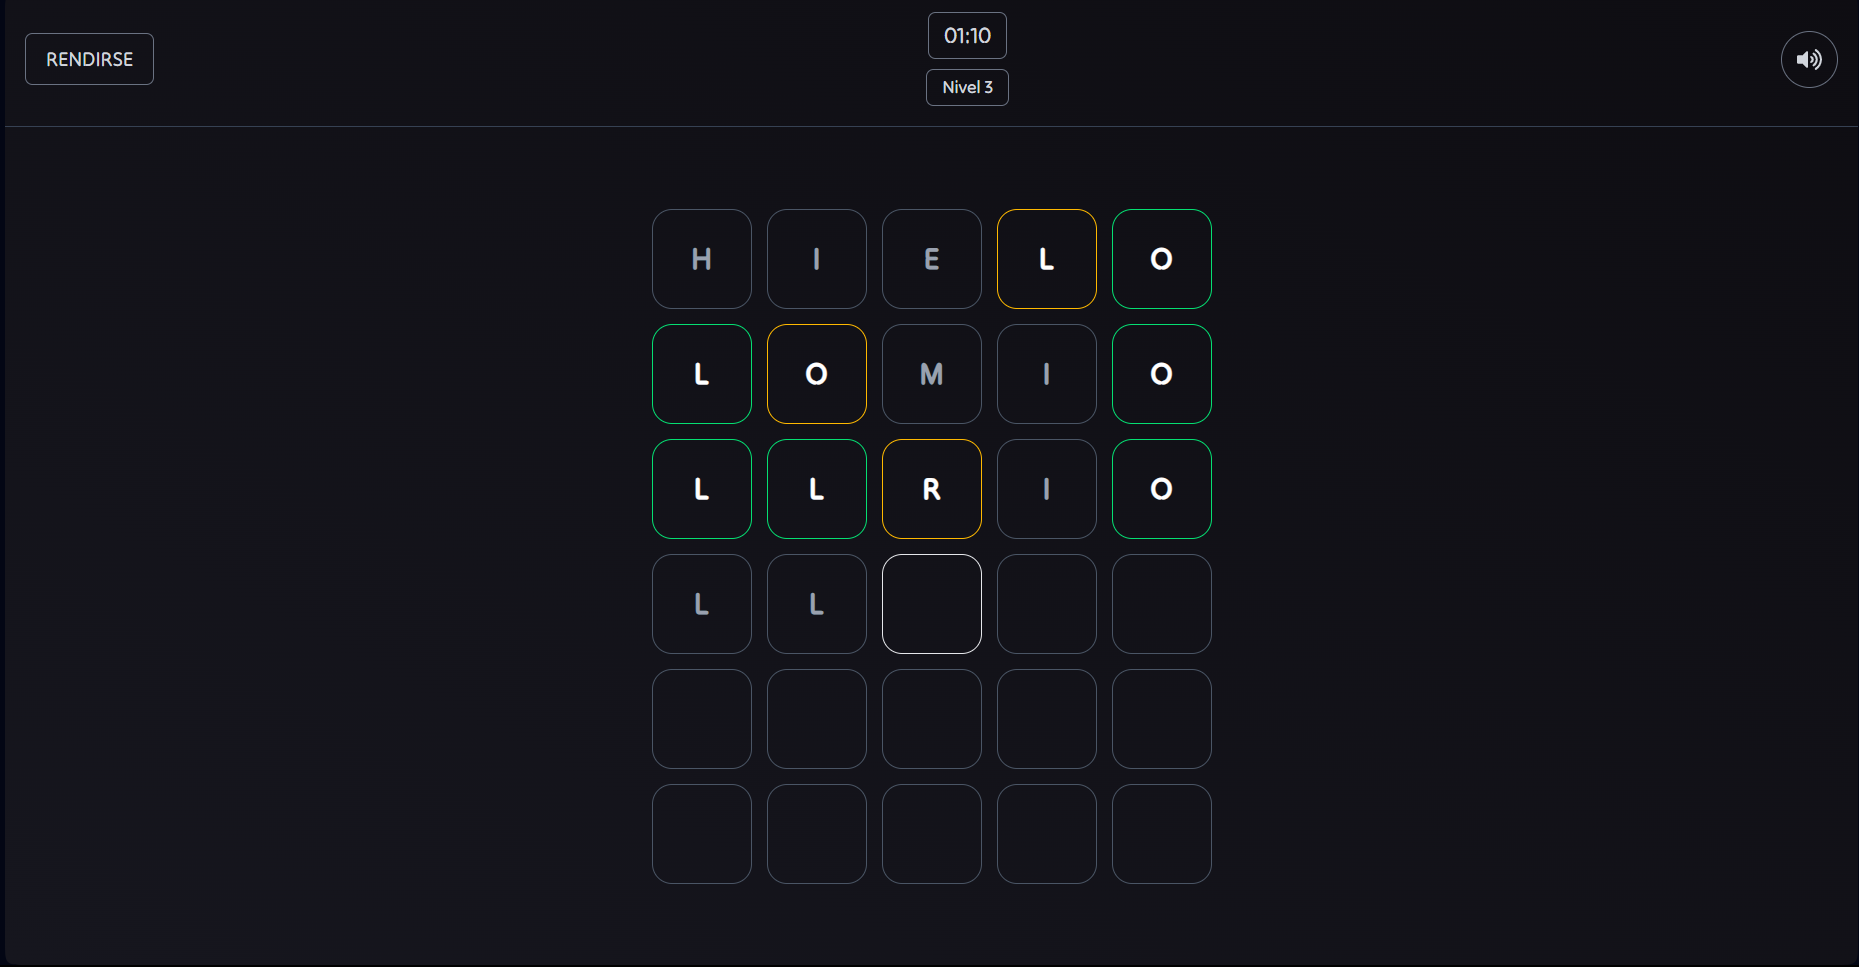 RENDIRSE
01:10
Nivel 3
H I E L O
L O M I O
L L R I O
L L